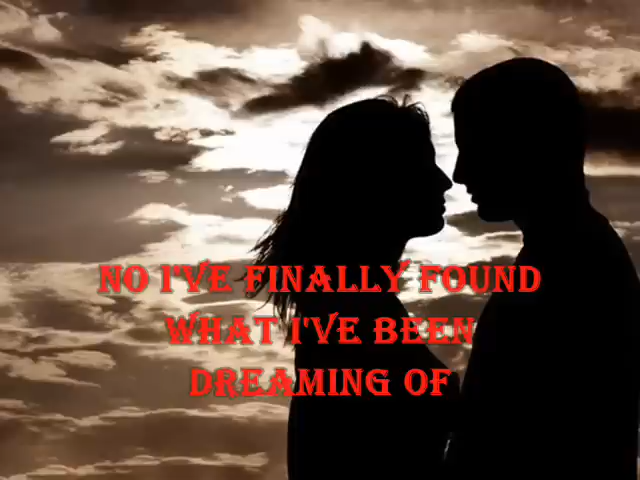 NO I'VE FINALLY FOUND
WHAT I'VE BEEN
DREAMING OF